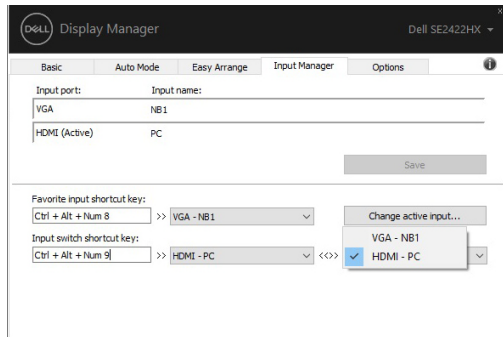 DELL Display Manager Dell SE2422HX
Basic Auto Mode Easy Arrange Input Manager Options
Input port: Input name:
VGA NB1
HDMI (Active) PC
Save
Favorite input shortcut key:
Ctrl + Alt + Num 8 >> VGA - NB1 Change active input...
Input switch shortcut key: VGA - NB1
Ctrl + Alt + Num 9 >> HDMI - PC <<>> HDMI - PC